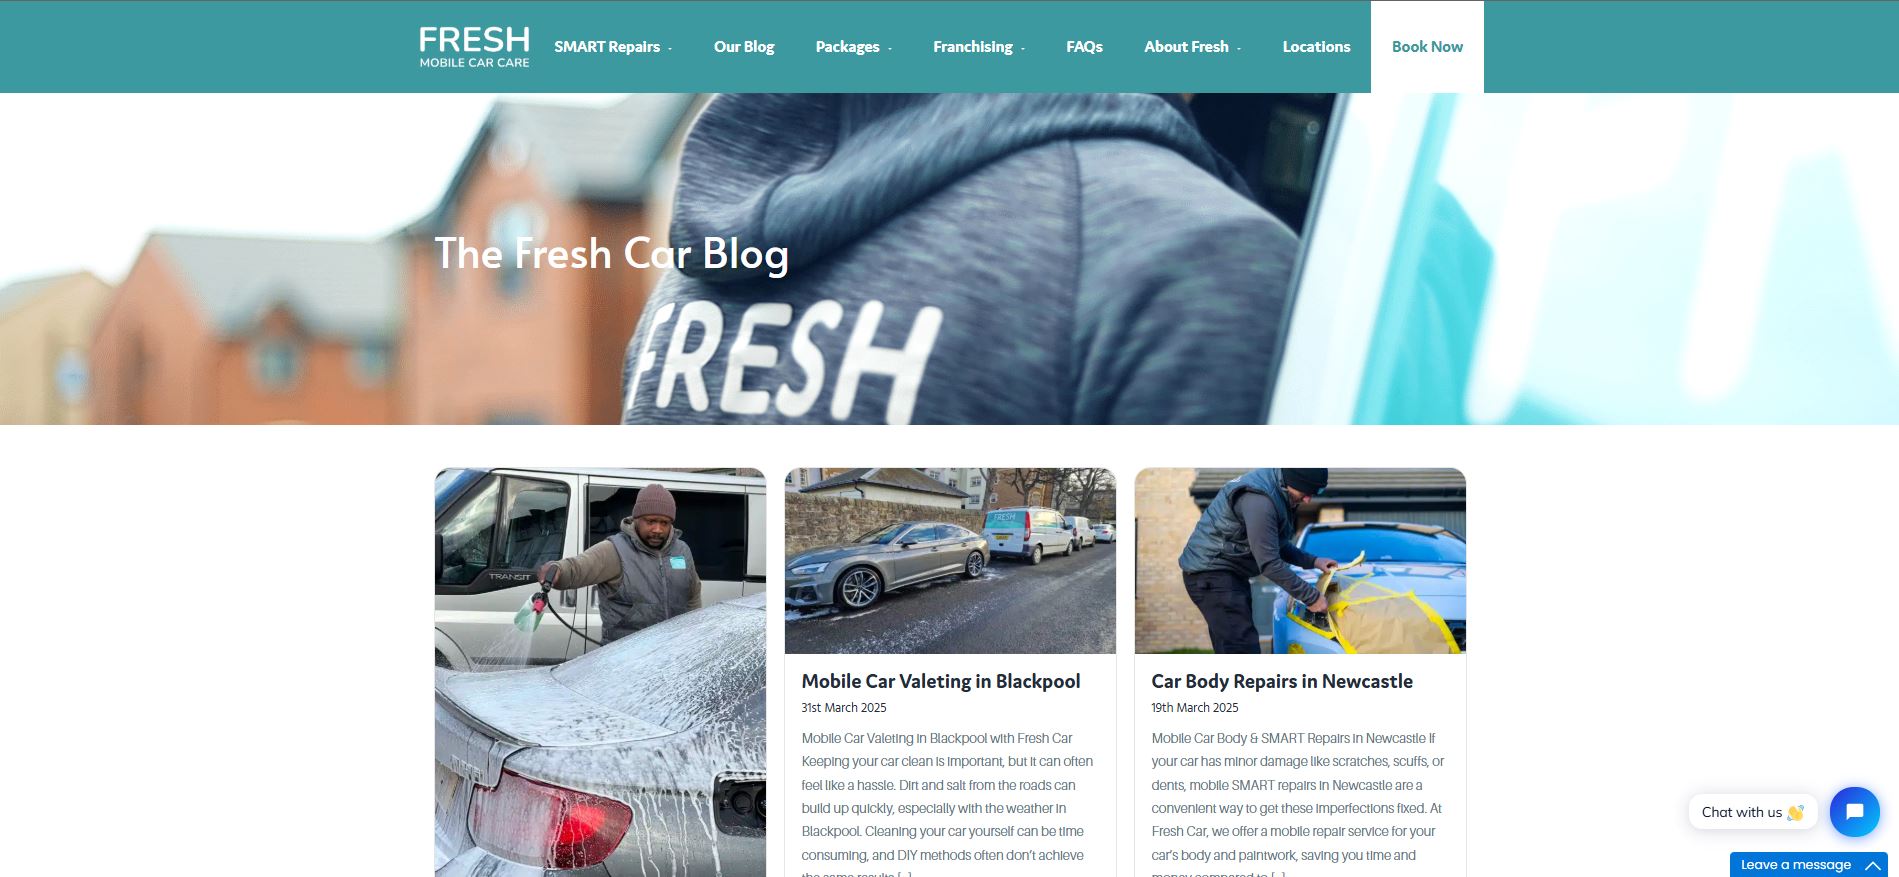 FRESH
MOBILE CAR CARE
SMART Repairs
Our Blog
Packages
Franchising
FAQs
About Fresh
Locations
Book Now
The Fresh Car Blog
FRESH
TRANSIT
FRESH
Mobile Car Valeting in Blackpool
31st March 2025
Mobile Car Valeting in Blackpool with Fresh Car
Keeping your car clean is important, but it can often
feel like a hassle. Dirt and salt from the roads can
build up quickly, especially with the weather in
Blackpool. Cleaning your car yourself can be time
consuming, and DIY methods often don't achieve
the same results [...]
Car Body Repairs in Newcastle
19th March 2025
Mobile Car Body & SMART Repairs in Newcastle If
your car has minor damage like scratches, scuffs, or
dents, mobile SMART repairs in Newcastle are a
convenient way to get these imperfections fixed. At
Fresh Car, we offer a mobile repair service for your
car's body and paintwork, saving you time and
money compared to [...]
Chat with us 👋
Leave a message